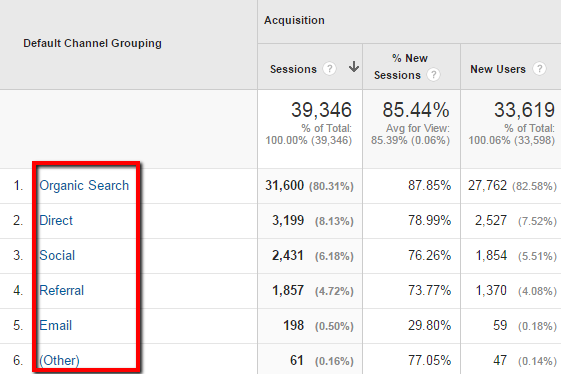 Default Channel Grouping
Acquisition
Sessions ?
% New Sessions ?
New Users ?
39,346
% of Total:
100.00% (39,346)
85.44%
Avg for View:
85.39% (0.06%)
33,619
% of Total:
100.06% (33,598)
1. Organic Search 31,600 (80.31%) 87.85% 27,762 (82.58%)
2. Direct 3,199 (8.13%) 78.99% 2,527 (7.52%)
3. Social 2,431 (6.18%) 76.26% 1,854 (5.51%)
4. Referral 1,857 (4.72%) 73.77% 1,370 (4.08%)
5. Email 198 (0.50%) 29.80% 59 (0.18%)
6. (Other) 61 (0.16%) 77.05% 47 (0.14%)